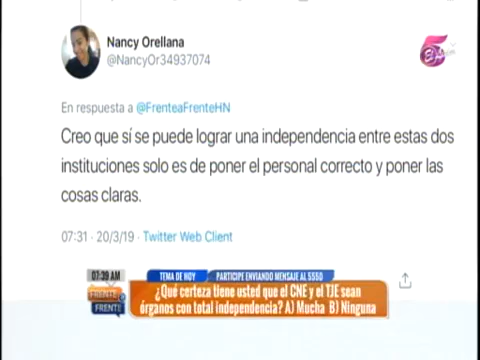 Nancy Orellana
@NancyOr34937074
En respuesta a @FrenteaFrenteHN
Creo que sí se puede lograr una independencia entre estas dos
instituciones solo es de poner el personal correcto y poner las
cosas claras.
07:31 · 20/3/19 · Twitter Web Client
07:39 AM
TEMA DE HOY
PARTICIPE ENVIANDO MENSAJE AL 5550
FRENTE
FRENTE
¿Qué certeza tiene usted que el CNE y el TJE sean
órganos con total independencia? A) Mucha B) Ninguna